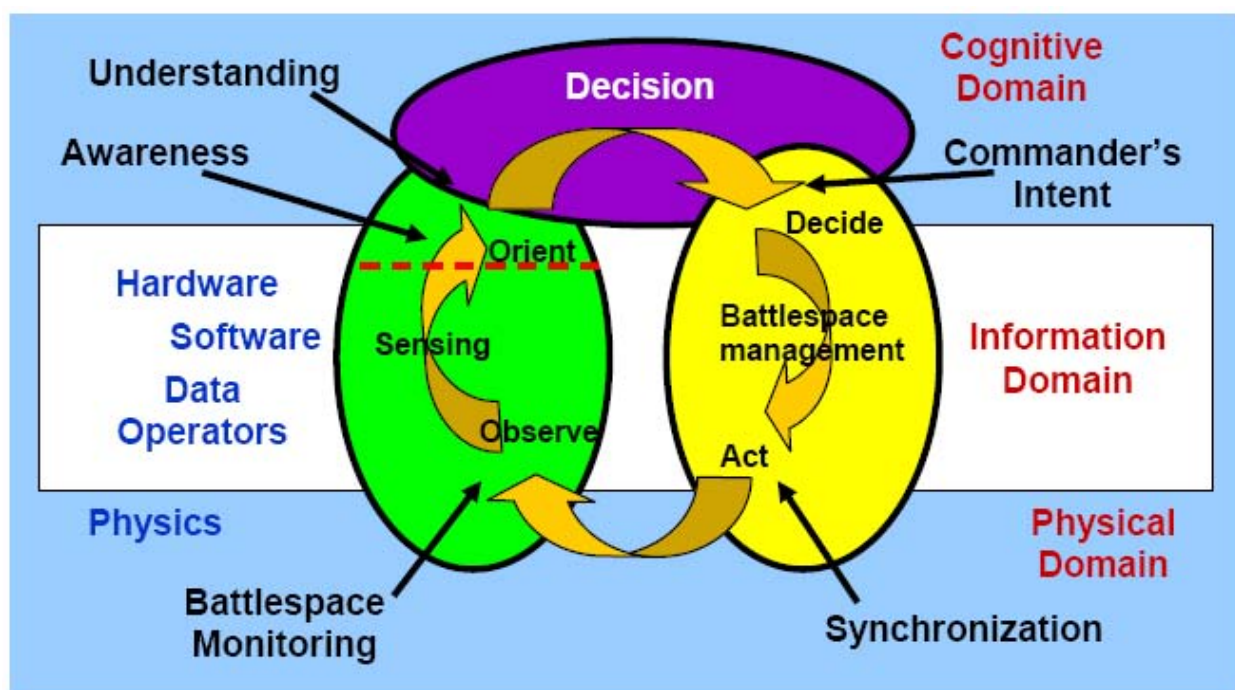 Understanding
Decision
Cognitive
Domain
Awareness
Commander's
Intent
Decide
Orient
Hardware
Software
Data
Operators
Sensing
Battlespace
management
Information
Domain
Observe
Act
Physics
Physical
Domain
Battlespace
Monitoring
Synchronization